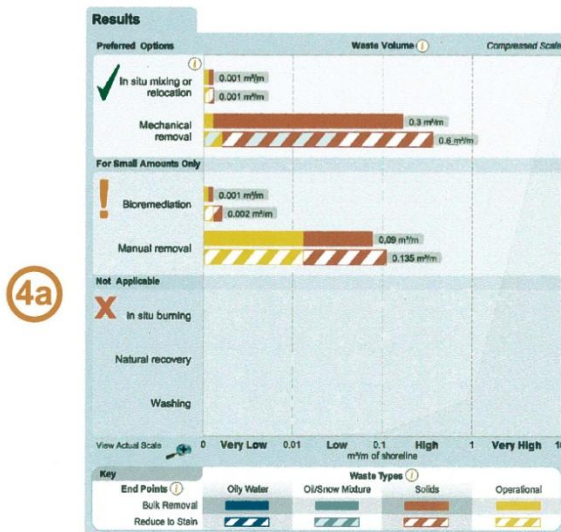 Results
Preferred Options Waste Volume i Compressed Scale
i
In situ mixing or relocation 0.001 m³/m
0.001 m³/m
Mechanical removal 0.3 m³/m
0.6 m³/m
For Small Amounts Only
! Bioremediation 0.001 m³/m
0.002 m³/m
Manual removal 0.09 m³/m
0.135 m³/m
4a
Not Applicable
X In situ burning
Natural recovery
Washing
View Actual Scale 0 Very Low 0.01 Low 0.1 High 1 Very High 10
m³/m of shoreline
Key Waste Types i
End Points i Oily Water Oil/Snow Mixture Solids Operational
Bulk Removal
Reduce to Stain